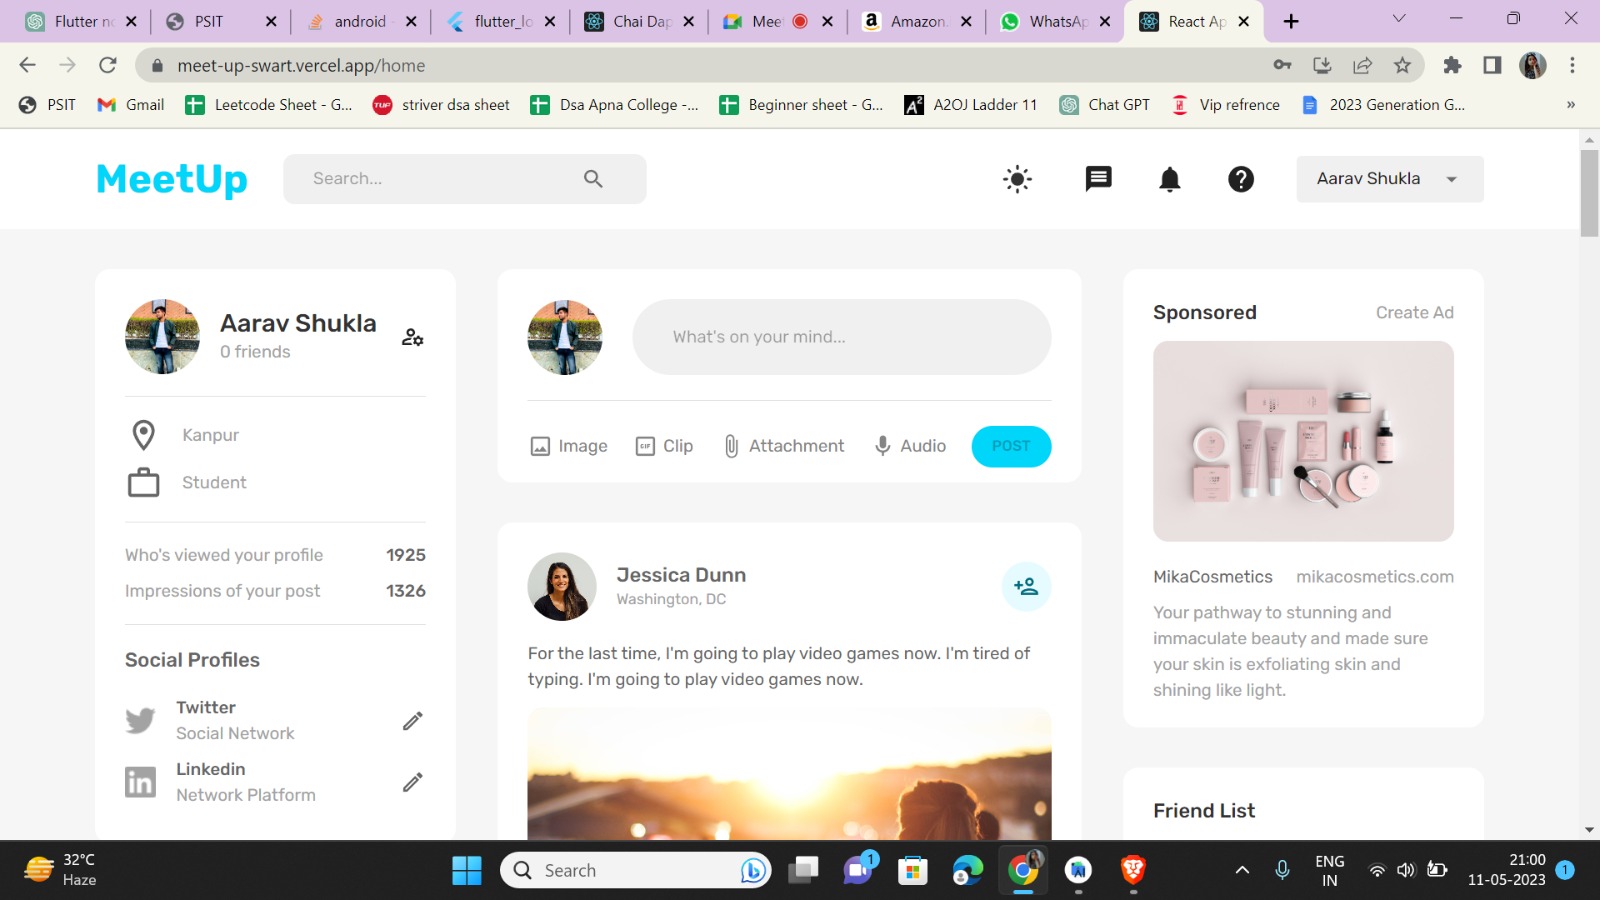 Flutter no
PSIT
android -
flutter_lo
Chai Dap
Mee
Amazon.
WhatsAp
React Ap
meet-up-swart.vercel.app/home
PSIT
Gmail
Leetcode Sheet - G...
TUF
striver dsa sheet
Dsa Apna College -...
Beginner sheet - G...
A2OJ Ladder 11
Chat GPT
Vip refrence
2023 Generation G...
»
MeetUp
Search...
Aarav Shukla
Aarav Shukla
0 friends
Kanpur
Student
Who's viewed your profile 1925
Impressions of your post 1326
Social Profiles
Twitter
Social Network
Linkedin
Network Platform
What's on your mind...
Image
GIF Clip
Attachment
Audio
POST
Jessica Dunn
Washington, DC
For the last time, I'm going to play video games now. I'm tired of
typing. I'm going to play video games now.
Sponsored
Create Ad
MikaCosmetics mikacosmetics.com
Your pathway to stunning and
immaculate beauty and made sure
your skin is exfoliating skin and
shining like light.
Friend List
32°C
Haze
Search
1
ENG
IN
21:00
11-05-2023
1